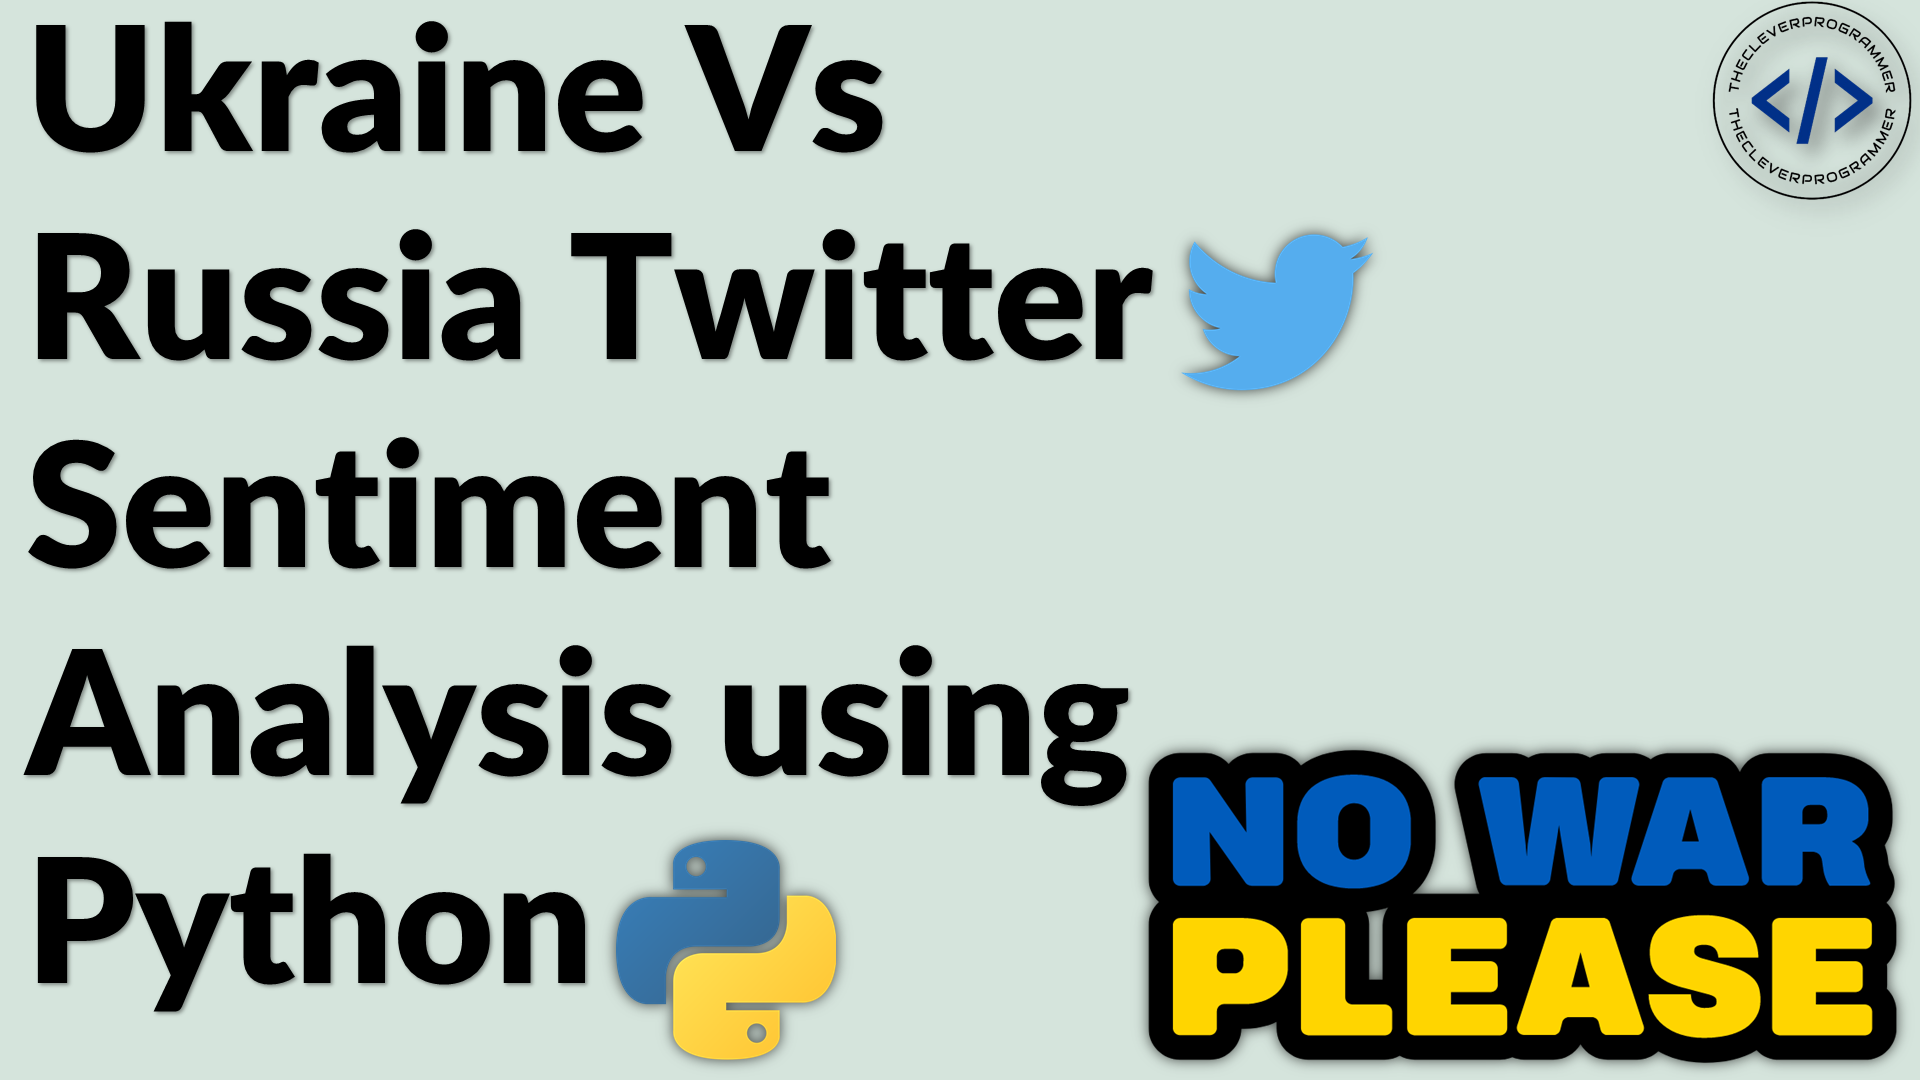 Ukraine Vs
Russia Twitter
Sentiment
Analysis using
Python
THECLEVERPROGRAMMER
</>
THECLEVERPROGRAMMER
NO WAR
PLEASE